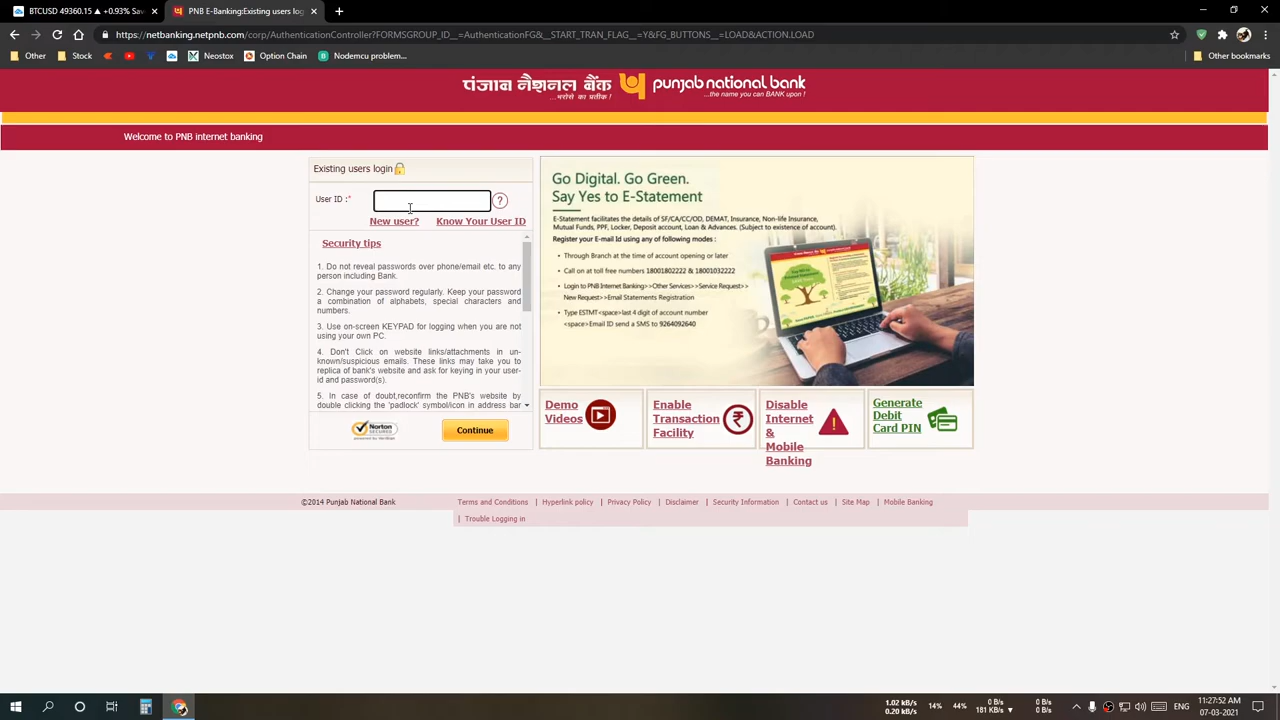 BTCUSD 49360.15 ▲ +0.93% Sav
PNB Internet Banking
https://netbanking.netpnb.com/corp/AuthenticationController?FORMSGROUP_ID__=AuthenticationFG&__START_TRAN_FLAG__=Y&FG_BUTTONS__=LOAD&ACTION.LOAD
Other
Stock
Neostox
Option Chain
Nodemcu problem...
Other bookmarks
पंजाब नैशनल बैंक
...भरोसे का प्रतीक !
punjab national bank
...the name you can BANK upon !
Welcome to PNB internet banking
Existing users login
User ID :*
?
New user?
Know Your User ID
Security tips
1. Do not reveal passwords over phone/email etc. to any
person including Bank.
2. Change your password regularly. Keep your password
a combination of alphabets, special characters and
numbers.
3. Use on-screen KEYPAD for logging when you are not
using your own PC.
4. Don't Click on website links/attachments in un-
known/suspicious emails. These links may take you to
replica of bank's website and ask for keying in your user-
id and password(s).
5. In case of doubt,reconfirm the PNB's website by
double clicking the 'padlock' symbol/icon in address bar
Norton
SECURED
Continue
Go Digital. Go Green.
Say Yes to E-Statement
E-Statement facilitates the details of SF/CA/CC/OD, DEMAT, Insurance, Non-life Insurance,
Mutual Funds, PPF, Locker, Deposit account, Loan & Advances. (Subject to existence of account).
Register your E-mail Id using any of following modes :
• Through Branch at the time of account opening or later
• Call on at toll free numbers 18001802222 & 18001032222
• Login to PNB Internet Banking>>Other Services>>Service Request>>
New Request>>Email Statements Registration
• Type ESTMT<space>last 4 digit of account number
<space>Email ID send a SMS to 9264092640
Demo
Videos
Enable
Transaction
Facility
Disable
Internet
&
Mobile
Banking
Generate
Debit
Card PIN
©2014 Punjab National Bank
Terms and Conditions | Hyperlink policy | Privacy Policy | Disclaimer | Security Information | Contact us | Site Map | Mobile Banking
| Trouble Logging in
1.02 kB/s
0.20 kB/s
14%
44%
0 B/s
181 KB/s
0 B/s
0 B/s
ENG
11:27:52 AM
07-03-2021